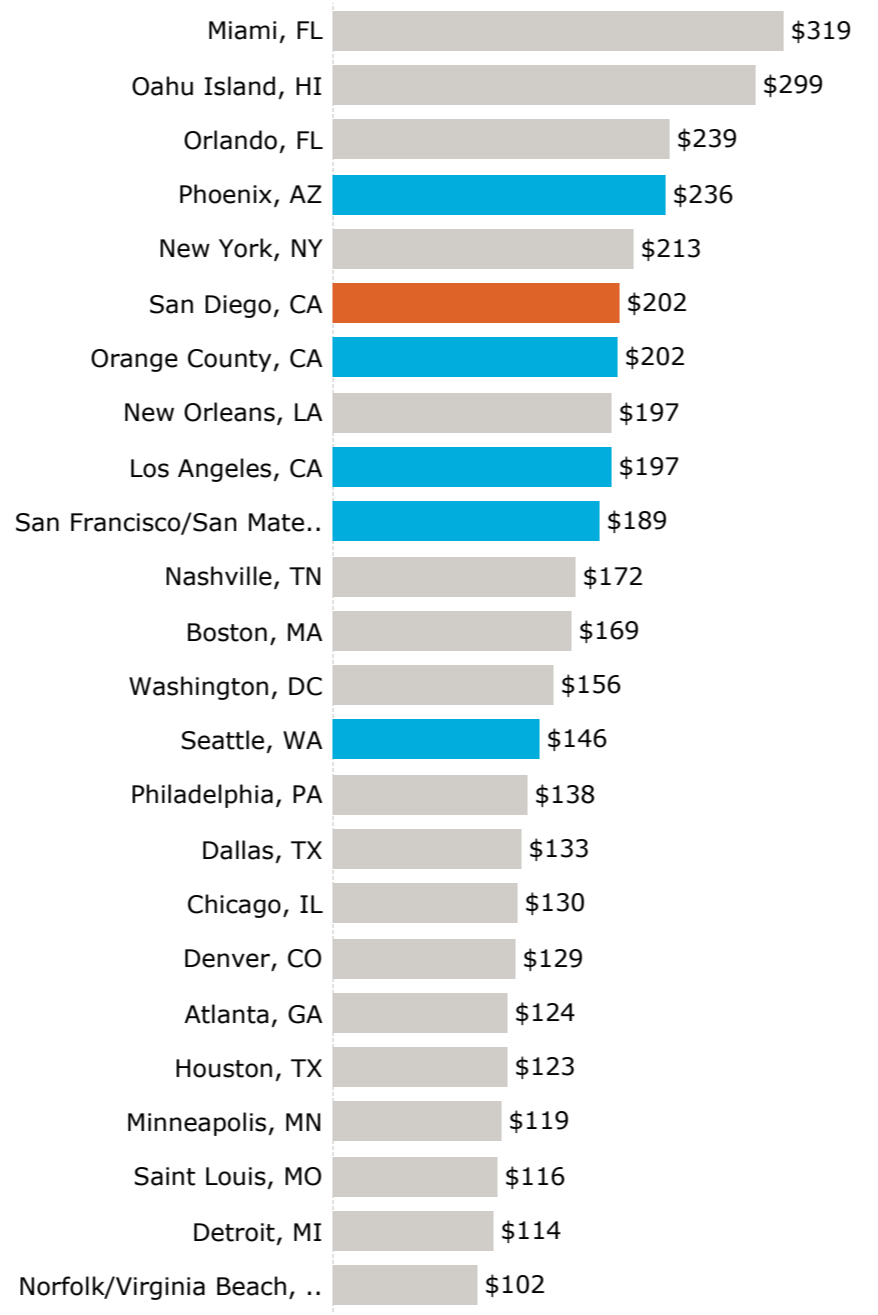 Miami, FL $319
Oahu Island, HI $299
Orlando, FL $239
Phoenix, AZ $236
New York, NY $213
San Diego, CA $202
Orange County, CA $202
New Orleans, LA $197
Los Angeles, CA $197
San Francisco/San Mate.. $189
Nashville, TN $172
Boston, MA $169
Washington, DC $156
Seattle, WA $146
Philadelphia, PA $138
Dallas, TX $133
Chicago, IL $130
Denver, CO $129
Atlanta, GA $124
Houston, TX $123
Minneapolis, MN $119
Saint Louis, MO $116
Detroit, MI $114
Norfolk/Virginia Beach, .. $102